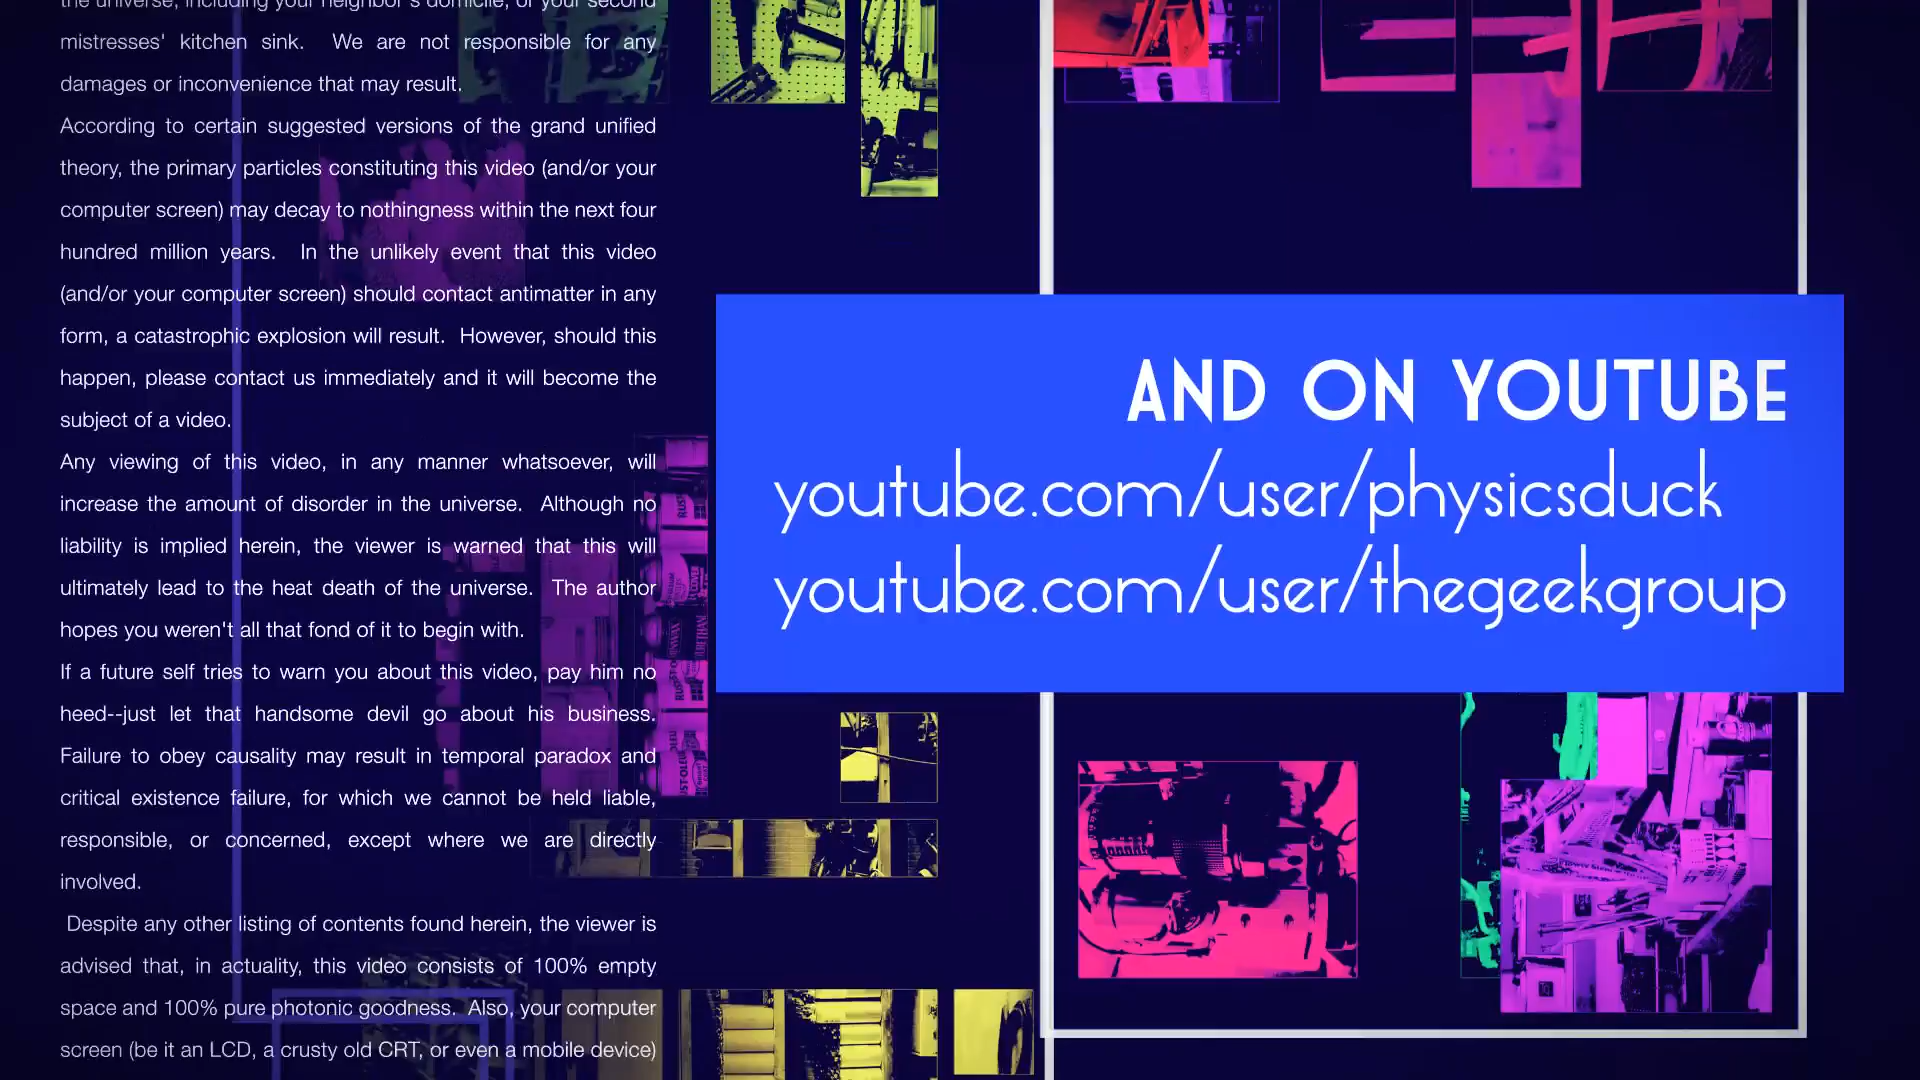 the universe, including your neighbor's domicile, or your second
mistresses' kitchen sink. We are not responsible for any
damages or inconvenience that may result.
According to certain suggested versions of the grand unified
theory, the primary particles constituting this video (and/or your
computer screen) may decay to nothingness within the next four
hundred million years. In the unlikely event that this video
(and/or your computer screen) should contact antimatter in any
form, a catastrophic explosion will result. However, should this
happen, please contact us immediately and it will become the
subject of a video.
Any viewing of this video, in any manner whatsoever, will
increase the amount of disorder in the universe. Although no
liability is implied herein, the viewer is warned that this will
ultimately lead to the heat death of the universe. The author
hopes you weren't all that fond of it to begin with.
If a future self tries to warn you about this video, pay him no
heed--just let that handsome devil go about his business.
Failure to obey causality may result in temporal paradox and
critical existence failure, for which we cannot be held liable,
responsible, or concerned, except where we are directly
involved.
Despite any other listing of contents found herein, the viewer is
advised that, in actuality, this video consists of 100% empty
space and 100% pure photonic goodness. Also, your computer
screen (be it an LCD, a crusty old CRT, or even a mobile device)
AND ON YOUTUBE
youtube.com/user/physicsduck
youtube.com/user/thegeekgroup